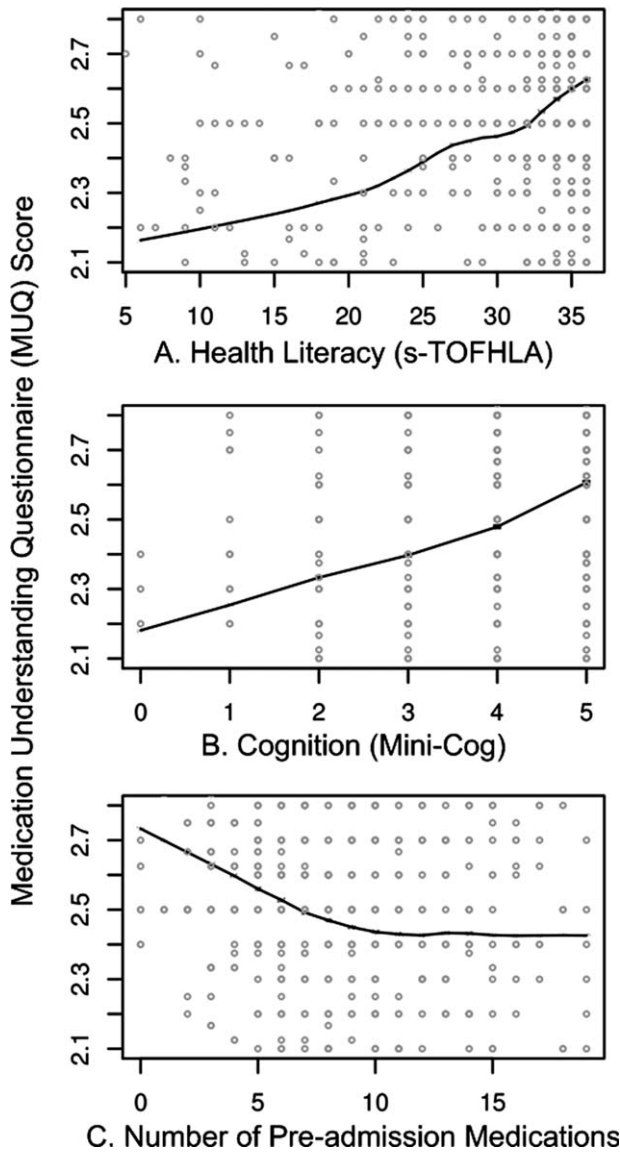 Medication Understanding Questionnaire (MUQ) Score
2.7
2.5
2.3
2.1
5 10 15 20 25 30 35
A. Health Literacy (s-TOFHLA)
2.7
2.5
2.3
2.1
0 1 2 3 4 5
B. Cognition (Mini-Cog)
2.7
2.5
2.3
2.1
0 5 10 15
C. Number of Pre-admission Medications